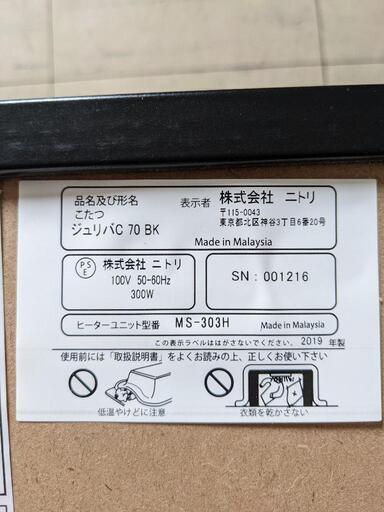 品名及び形名
こたつ
ジュリパC 70 BK
表示者 株式会社 ニトリ
〒115-0043
東京都北区神谷3丁目6番20号
Made in Malaysia
PSE
株式会社 ニトリ
100V 50-60Hz
300W
SN：001216
ヒーターユニット型番 MS-303H Made in Malaysia
この表示ラベルははがさないでください。 2019 年製
使用前には「取扱説明書」をよくお読みの上、正しくお使い下さい
低温やけどに注意
衣類を乾かさない